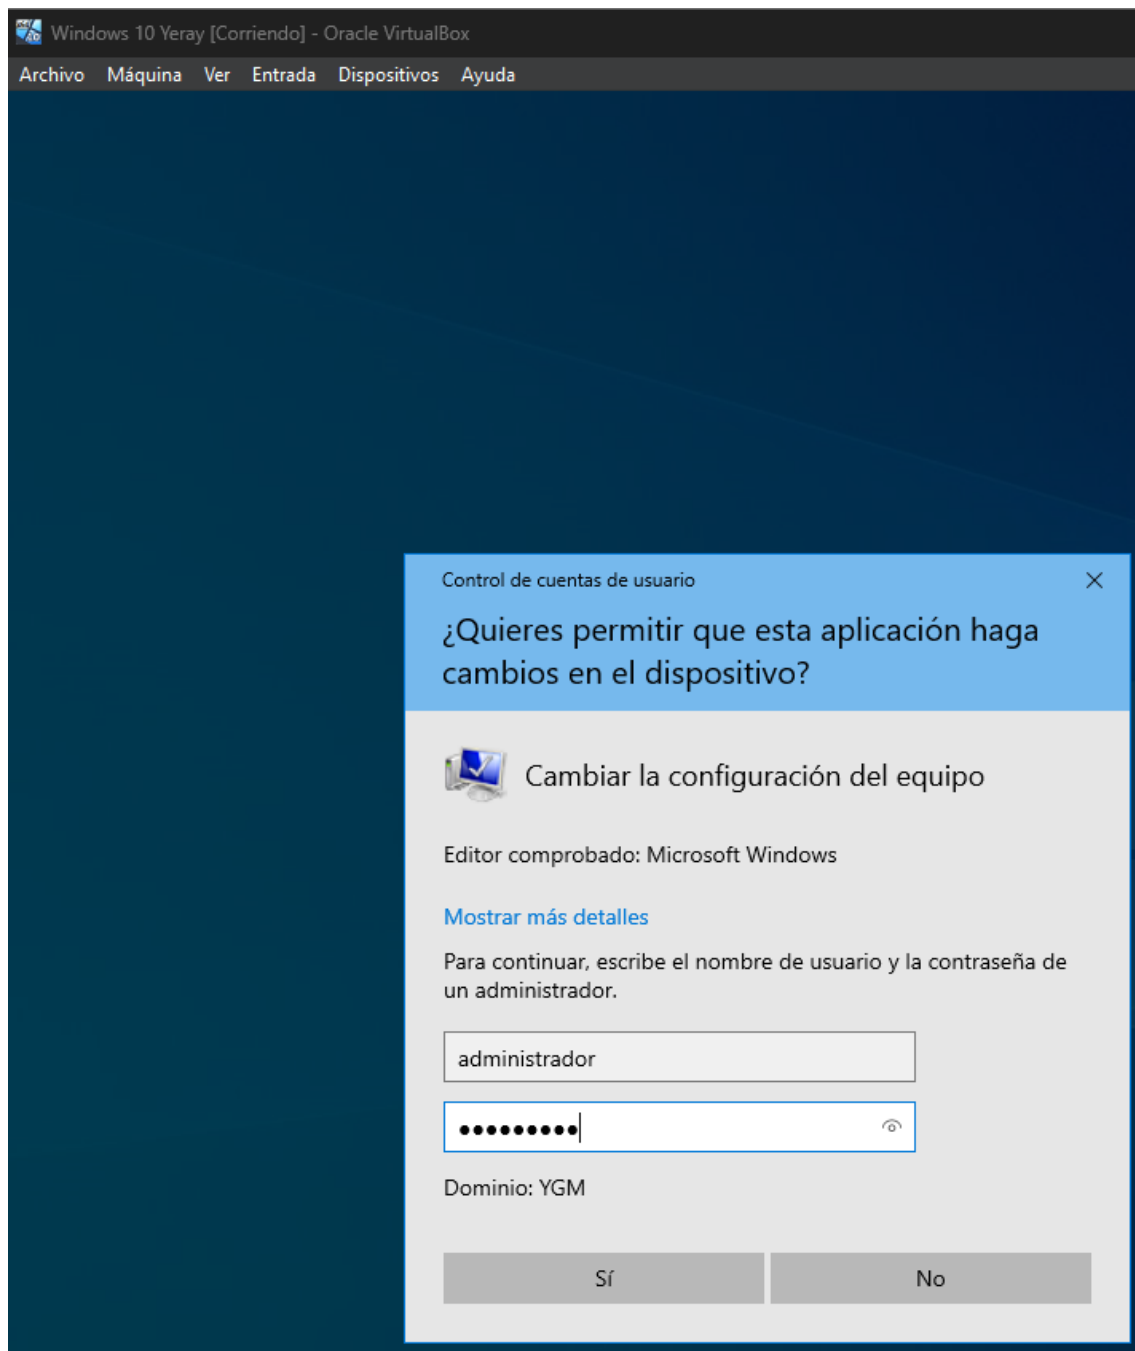 Windows 10 Yeray [Corriendo] - Oracle VirtualBox
Archivo Máquina Ver Entrada Dispositivos Ayuda
Control de cuentas de usuario
¿Quieres permitir que esta aplicación haga
cambios en el dispositivo?
Cambiar la configuración del equipo
Editor comprobado: Microsoft Windows
Mostrar más detalles
Para continuar, escribe el nombre de usuario y la contraseña de
un administrador.
administrador
•••••••••
Dominio: YGM
Sí No